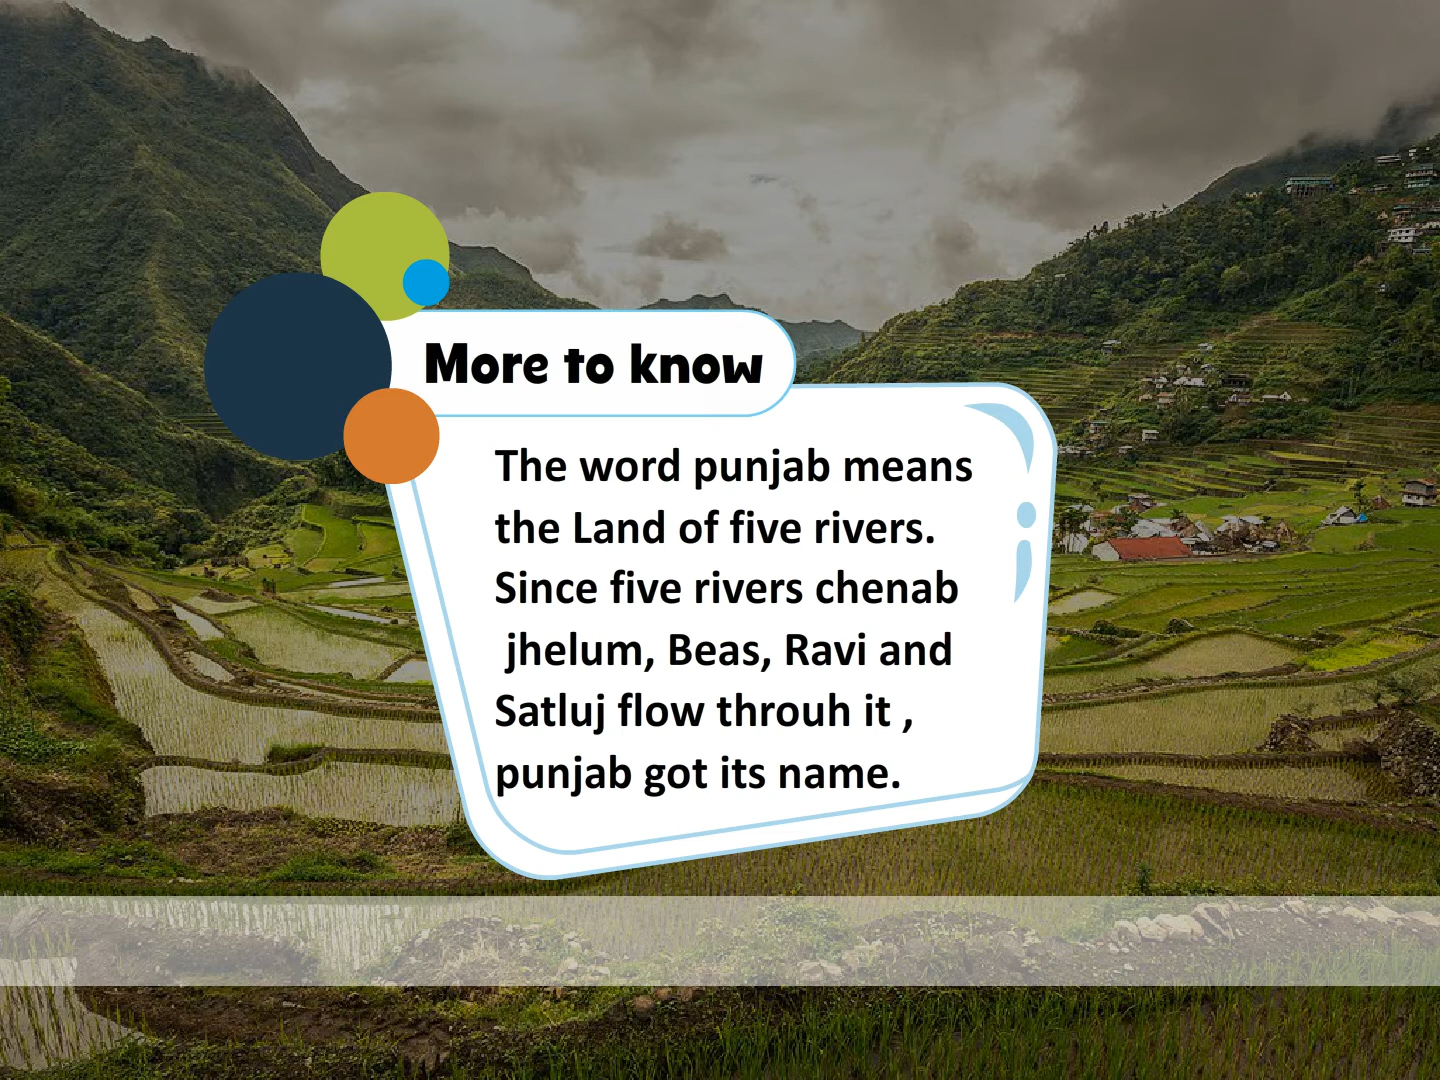 More to know
The word punjab means
the Land of five rivers.
Since five rivers chenab
jhelum, Beas, Ravi and
Satluj flow throuh it ,
punjab got its name.